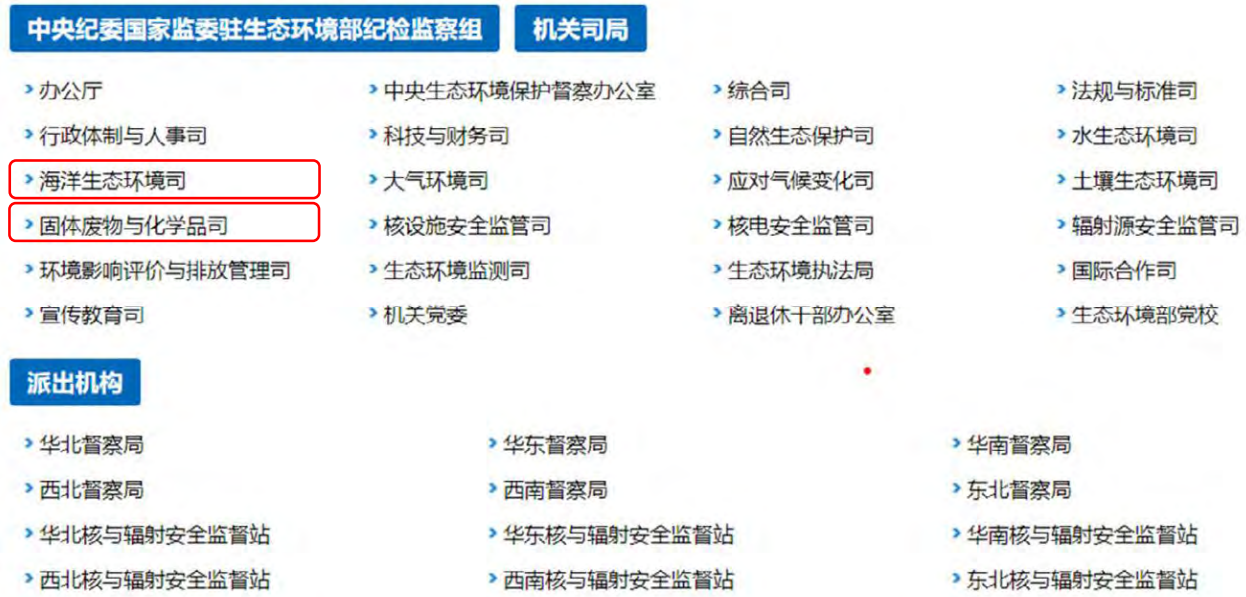 中央纪委国家监委驻生态环境部纪检监察组 机关司局
办公厅 中央生态环境保护督察办公室 综合司 法规与标准司
行政体制与人事司 科技与财务司 自然生态保护司 水生态环境司
海洋生态环境司 大气环境司 应对气候变化司 土壤生态环境司
固体废物与化学品司 核设施安全监管司 核电安全监管司 辐射源安全监管司
环境影响评价与排放管理司 生态环境监测司 生态环境执法局 国际合作司
宣传教育司 机关党委 离退休干部办公室 生态环境部党校
派出机构
华北督察局 华东督察局 华南督察局
西北督察局 西南督察局 东北督察局
华北核与辐射安全监督站 华东核与辐射安全监督站 华南核与辐射安全监督站
西北核与辐射安全监督站 西南核与辐射安全监督站 东北核与辐射安全监督站